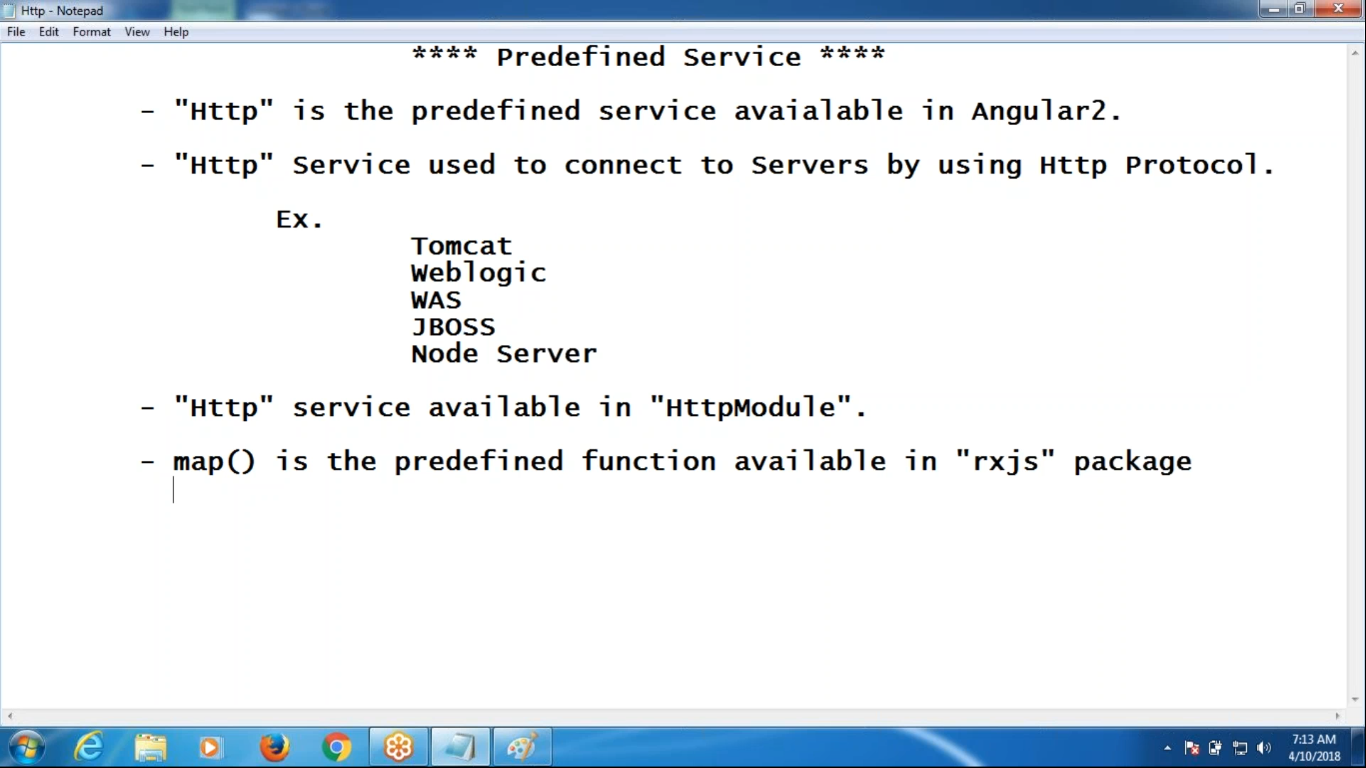 Http - Notepad
File Edit Format View Help
**** Predefined Service ****
- "Http" is the predefined service avaialable in Angular2.
- "Http" Service used to connect to Servers by using Http Protocol.
Ex.
Tomcat
Weblogic
WAS
JBOSS
Node Server
- "Http" service available in "HttpModule".
- map() is the predefined function available in "rxjs" package
7:13 AM
4/10/2018